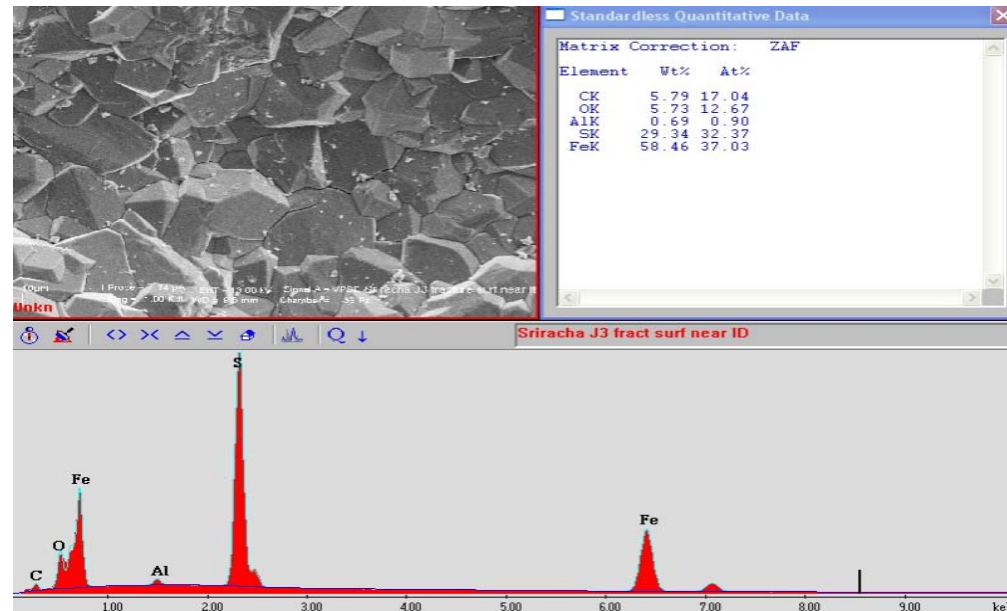 Standardless Quantitative Data
Matrix Correction: ZAF
Element Wt% At%
CK 5.79 17.04
OK 5.73 12.67
AlK 0.69 0.90
SK 29.34 32.37
FeK 58.46 37.03
10µm
Unkn
Sriracha J3 fract surf near ID
Q
S
Fe
O
C
Al
Fe
1.00 2.00 3.00 4.00 5.00 6.00 7.00 8.00 9.00